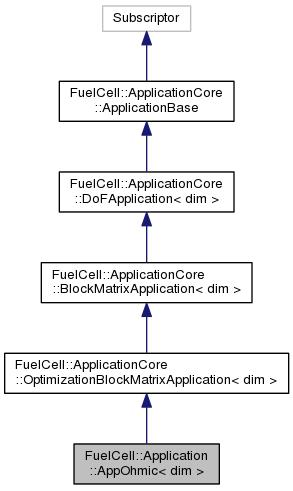 Subscriptor
FuelCell::ApplicationCore
::ApplicationBase
FuelCell::ApplicationCore
::DoFApplication< dim >
FuelCell::ApplicationCore
::BlockMatrixApplication< dim >
FuelCell::ApplicationCore
::OptimizationBlockMatrixApplication< dim >
FuelCell::Application
::AppOhmic< dim >